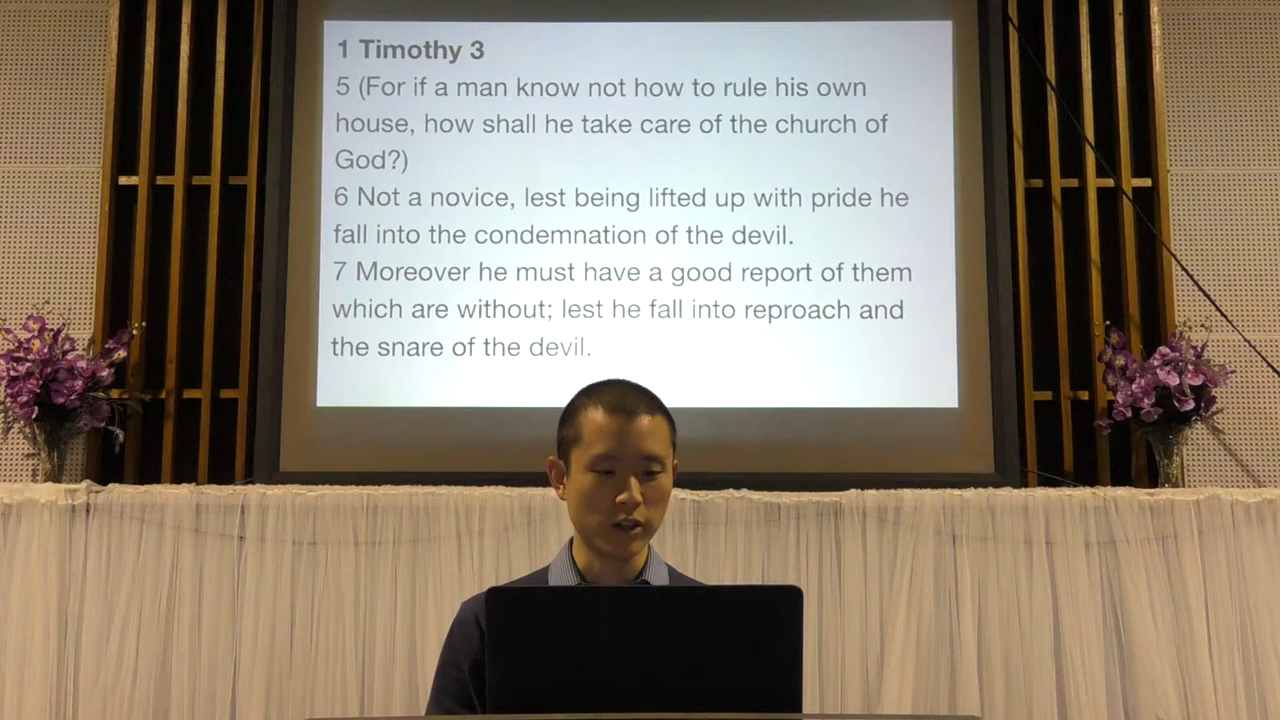 1 Timothy 3
5 (For if a man know not how to rule his own
house, how shall he take care of the church of
God?)
6 Not a novice, lest being lifted up with pride he
fall into the condemnation of the devil.
7 Moreover he must have a good report of them
which are without; lest he fall into reproach and
the snare of the devil.